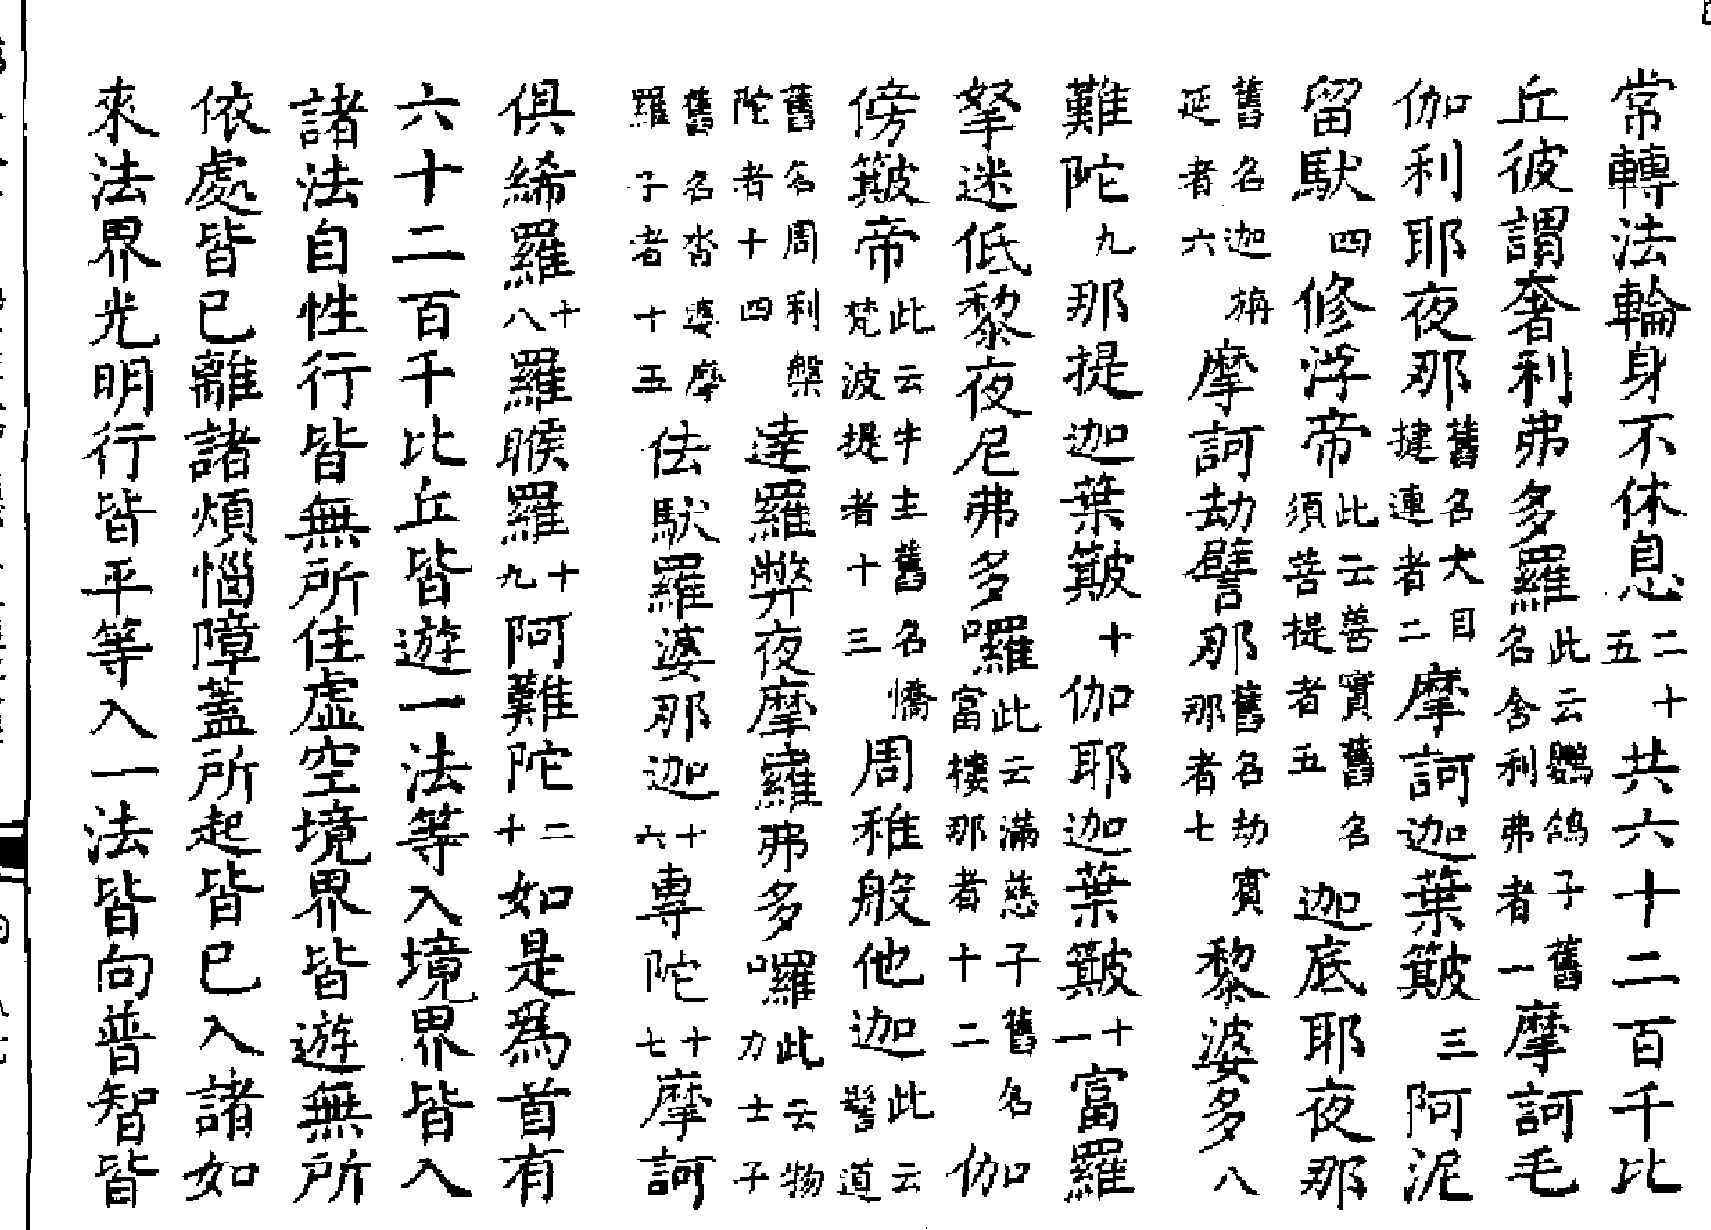 常轉法輪身不休息二十五共六十二百千比
丘彼謂奢利弗多羅此云鸚鴿子舊名舍利弗者一摩訶毛
伽利耶夜那舊名大目揵連者二摩訶迦葉簸三阿泥
留馱四修浮帝此云善實舊名須菩提者五迦底耶夜那
舊名迦旃延者六摩訶劫譬那舊名劫賓那者七黎婆多八
難陀九那提迦葉簸十伽耶迦葉簸十一富羅
拏迷低黎夜尼弗多囉此云滿慈子舊名富樓那者十二伽
傍簸帝此云牛主舊名憍梵波提者十三周稚般他迦此云髻道
舊名周利槃陀者十四達羅弊夜摩羅弗多囉此云物力士子
舊名沓婆摩羅子者十五佉馱羅婆那迦十六專陀十七摩訶
俱絺羅十八羅睺羅十九阿難陀二十如是爲首有
六十二百千比丘皆遊一法等入境界皆入
諸法自性行皆無所住虛空境界皆遊無所
依處皆已離諸煩惱障蓋所起皆已入諸如
來法界光明行皆平等入一法皆向普智皆